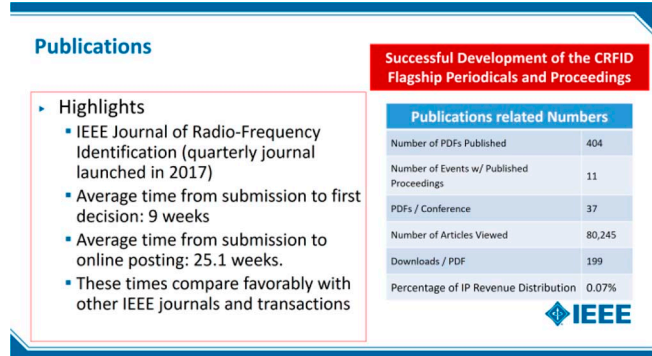 Publications
Successful Development of the CRFID
Flagship Periodicals and Proceedings
Highlights
IEEE Journal of Radio-Frequency
Identification (quarterly journal
launched in 2017)
Average time from submission to first
decision: 9 weeks
Average time from submission to
online posting: 25.1 weeks.
These times compare favorably with
other IEEE journals and transactions
Publications related Numbers
Number of PDFs Published 404
Number of Events w/ Published
Proceedings 11
PDFs / Conference 37
Number of Articles Viewed 80,245
Downloads / PDF 199
Percentage of IP Revenue Distribution 0.07%
IEEE